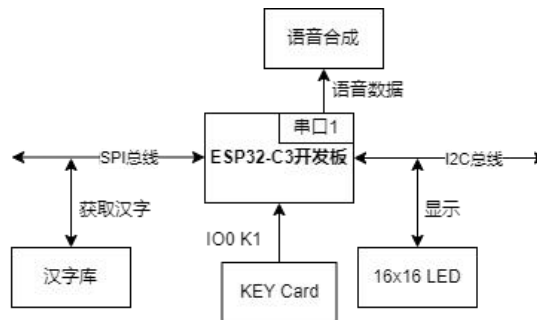 语音合成
语音数据
串口1
SPI总线
ESP32-C3开发板
I2C总线
获取汉字
显示
IO0 K1
汉字库
KEY Card
16x16 LED